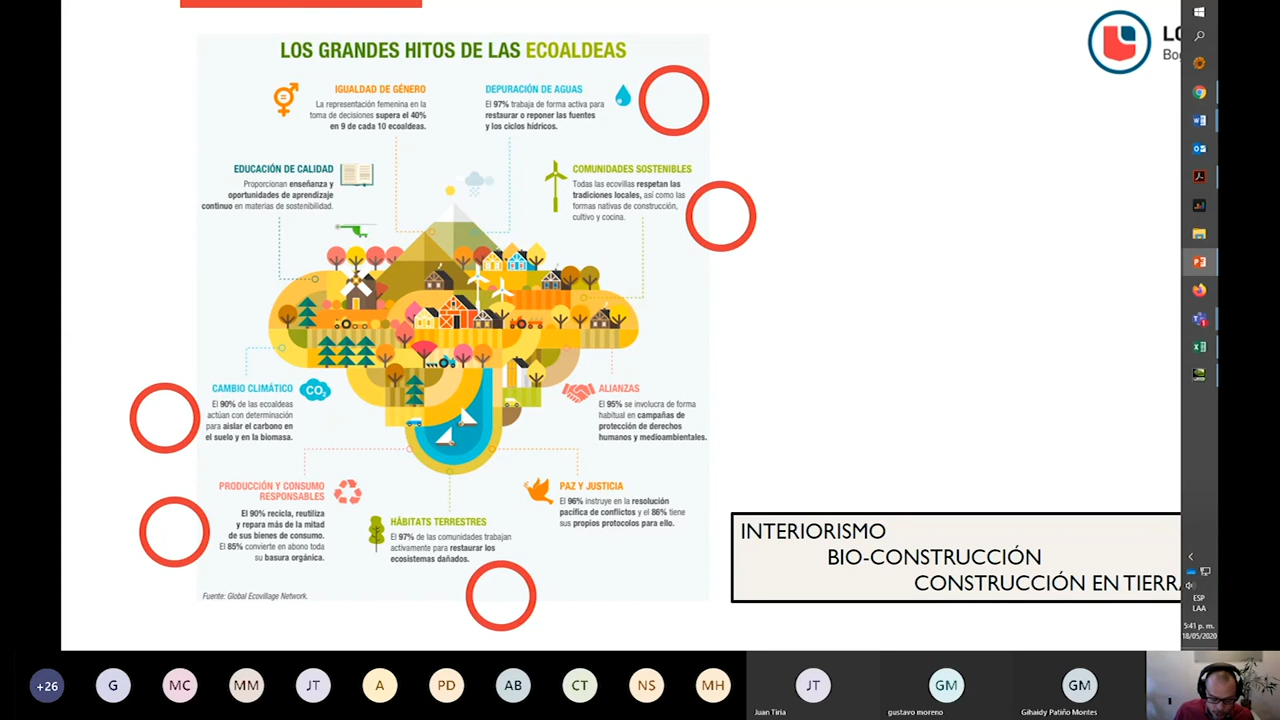 LOS GRANDES HITOS DE LAS ECOALDEAS
IGUALDAD DE GÉNERO
La representación femenina en la
toma de decisiones supera el 40%
en 9 de cada 10 ecoaldeas.
DEPURACIÓN DE AGUAS
El 97% trabaja de forma activa para
restaurar o reponer las fuentes
y los ciclos hídricos.
EDUCACIÓN DE CALIDAD
Proporcionan enseñanza y
oportunidades de aprendizaje
continuo en materias de sostenibilidad.
COMUNIDADES SOSTENIBLES
Todas las ecovillas respetan las
tradiciones locales, así como las
formas nativas de construcción,
cultivo y cocina.
CAMBIO CLIMÁTICO
CO2
El 90% de las ecoaldeas
actúan con determinación
para aislar el carbono en
el suelo y en la biomasa.
ALIANZAS
El 95% se involucra de forma
habitual en campañas de
protección de derechos
humanos y medioambientales.
PRODUCCIÓN Y CONSUMO
RESPONSABLES
El 90% recicla, reutiliza
y repara más de la mitad
de sus bienes de consumo.
El 85% convierte en abono toda
su basura orgánica.
HÁBITATS TERRESTRES
El 97% de las comunidades trabajan
activamente para restaurar los
ecosistemas dañados.
PAZ Y JUSTICIA
El 96% instruye en la resolución
pacífica de conflictos y el 86% tiene
sus propios protocolos para ello.
Fuente: Global Ecovillage Network.
INTERIORISMO
BIO-CONSTRUCCIÓN
CONSTRUCCIÓN EN TIERRA
ESP
LAA
5:41 p. m.
18/05/2020
+26
G
MC
MM
JT
A
PD
AB
CT
NS
MH
JT
Juan Tiria
GM
gustavo moreno
GM
Gihaidy Patiño Montes